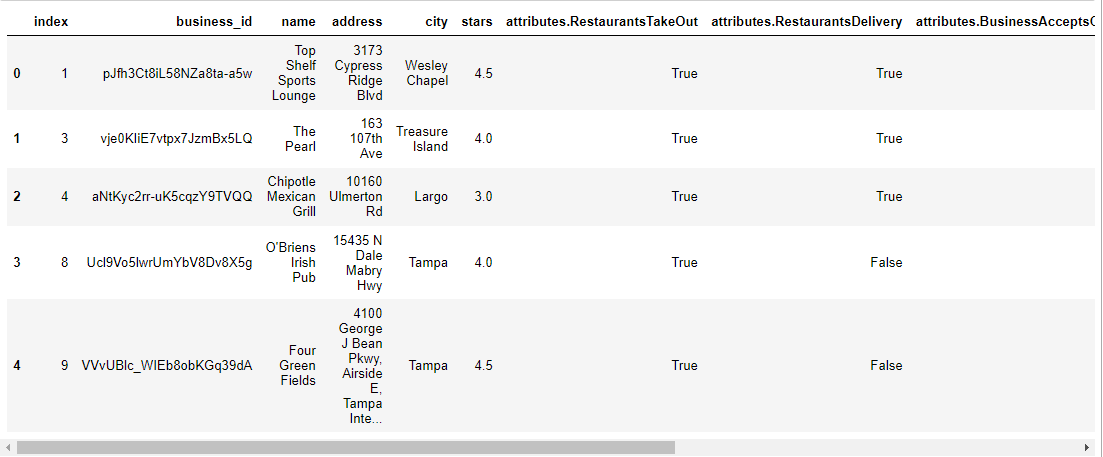 index business_id name address city stars attributes.RestaurantsTakeOut attributes.RestaurantsDelivery attributes.BusinessAcceptsC
0 1 pJfh3Ct8iL58NZa8ta-a5w Top Shelf Sports Lounge 3173 Cypress Ridge Blvd Wesley Chapel 4.5 True True
1 3 vje0KIiE7vtpx7JzmBx5LQ The Pearl 163 107th Ave Treasure Island 4.0 True True
2 4 aNtKyc2rr-uK5cqzY9TVQQ Chipotle Mexican Grill 10160 Ulmerton Rd Largo 3.0 True True
3 8 Ucl9Vo5IwrUmYbV8Dv8X5g O'Briens Irish Pub 15435 N Dale Mabry Hwy Tampa 4.0 True False
4 9 VVvUBlc_WIEb8obKGq39dA Four Green Fields 4100 George J Bean Pkwy, Airside E, Tampa Inte... Tampa 4.5 True False